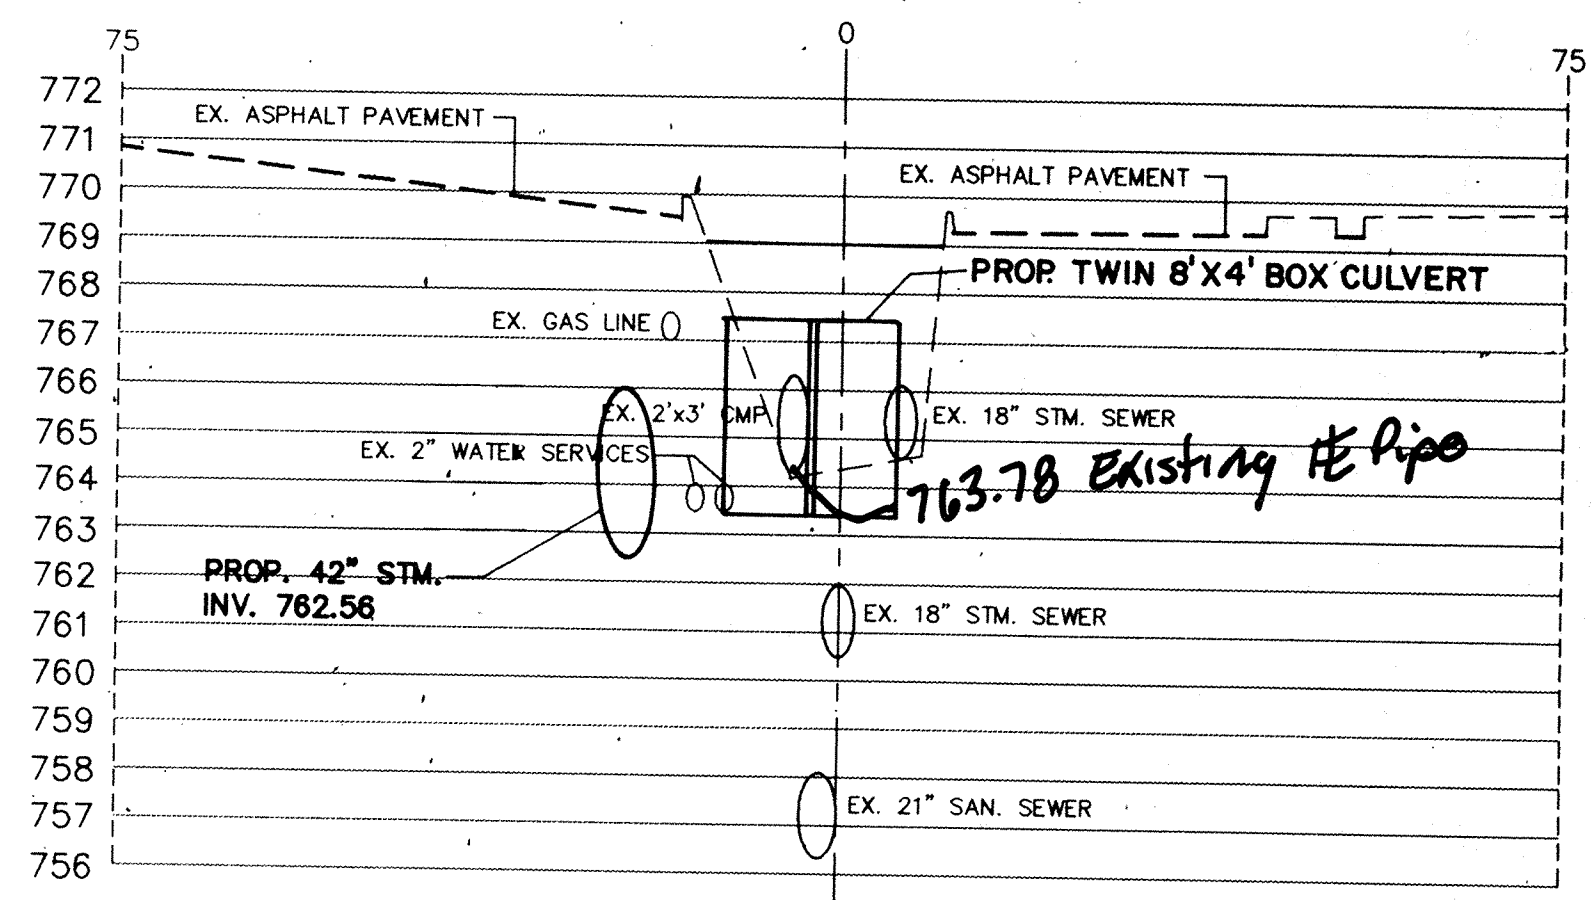 75
0
75
772
EX. ASPHALT PAVEMENT
771
770
EX. ASPHALT PAVEMENT
769
PROP. TWIN 8'X4' BOX CULVERT
768
EX. GAS LINE
767
766
EX. 2'x3' CMP
EX. 18" STM. SEWER
765
EX. 2" WATER SERVICES
764
763.78 Existing Pipe
763
762
PROP. 42" STM.
INV. 762.56
761
EX. 18" STM. SEWER
760
759
758
757
EX. 21" SAN. SEWER
756